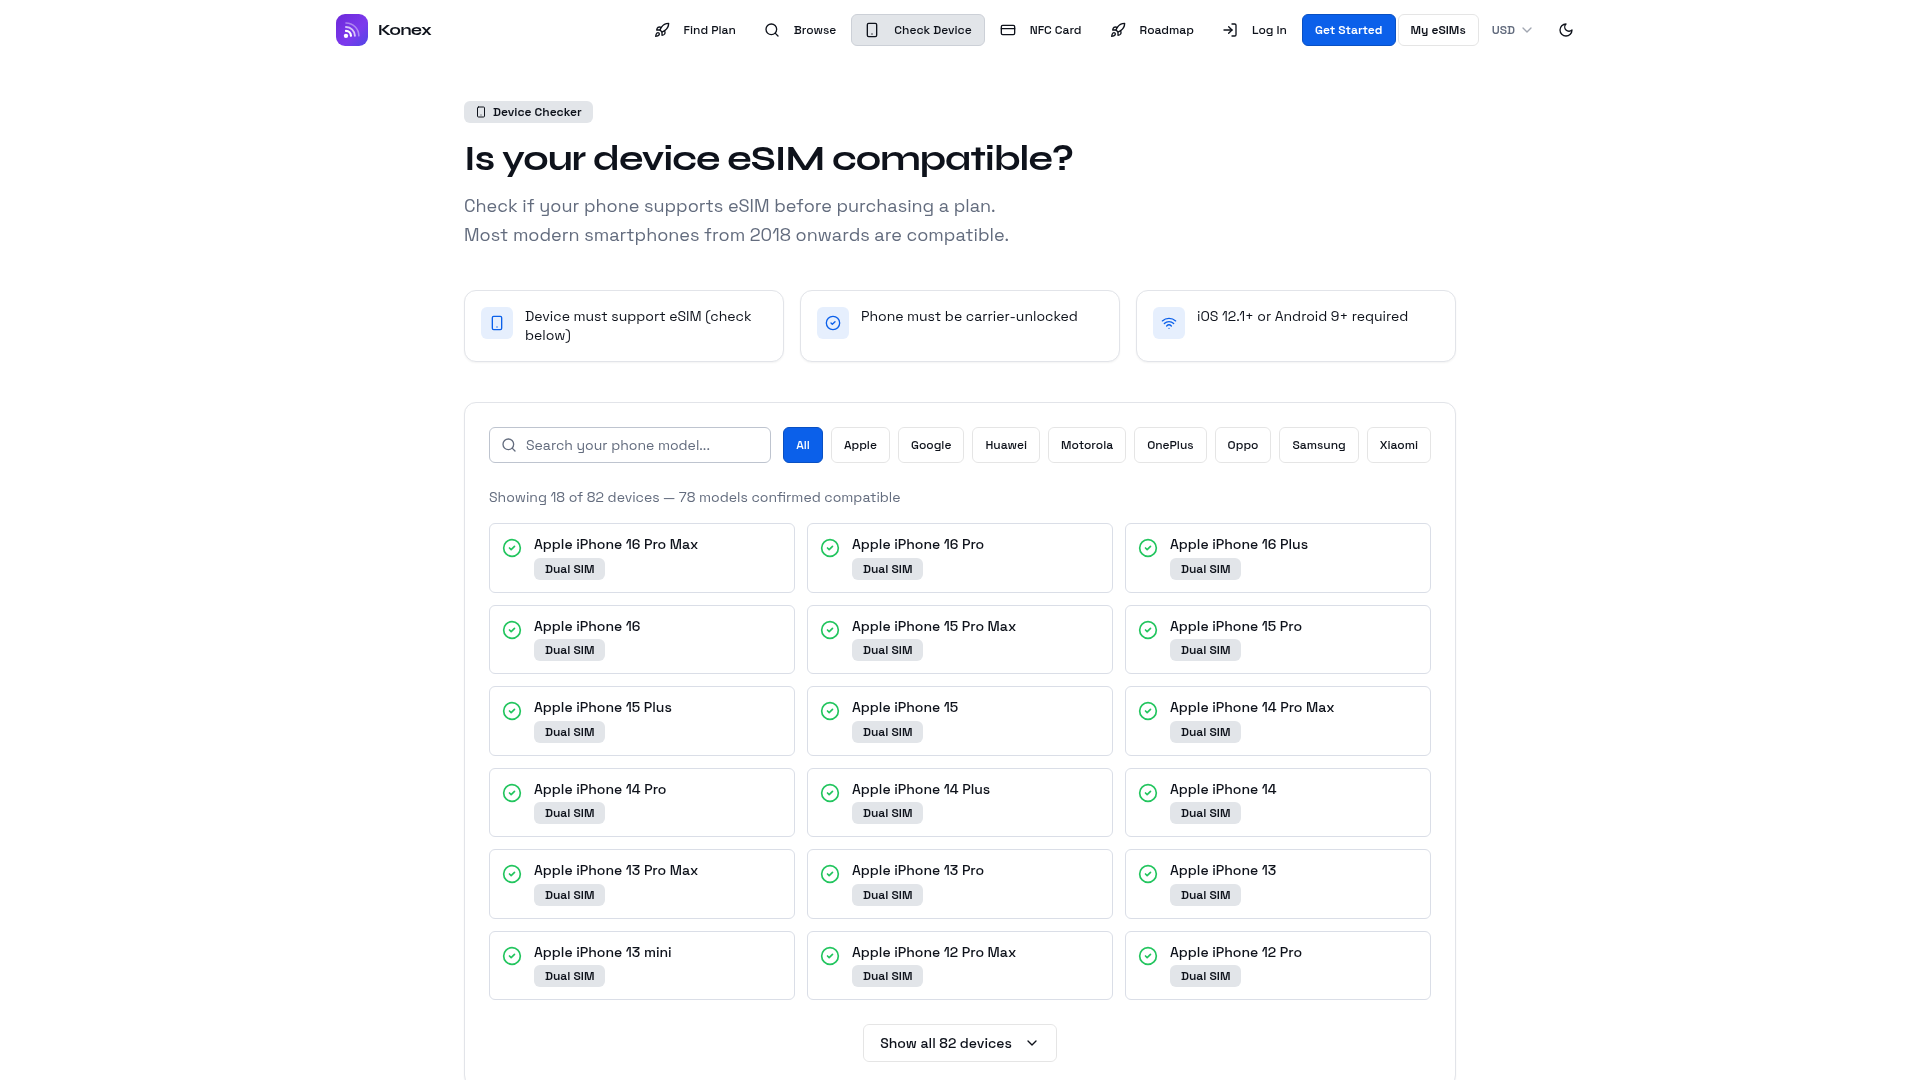 Konex
Find Plan
Browse
Check Device
NFC Card
Roadmap
Log In
Get Started
My eSIMs
USD
Device Checker
Is your device eSIM compatible?
Check if your phone supports eSIM before purchasing a plan.
Most modern smartphones from 2018 onwards are compatible.
Device must support eSIM (check
below)
Phone must be carrier-unlocked
iOS 12.1+ or Android 9+ required
Search your phone model...
All
Apple
Google
Huawei
Motorola
OnePlus
Oppo
Samsung
Xiaomi
Showing 18 of 82 devices — 78 models confirmed compatible
Apple iPhone 16 Pro Max
Dual SIM
Apple iPhone 16 Pro
Dual SIM
Apple iPhone 16 Plus
Dual SIM
Apple iPhone 16
Dual SIM
Apple iPhone 15 Pro Max
Dual SIM
Apple iPhone 15 Pro
Dual SIM
Apple iPhone 15 Plus
Dual SIM
Apple iPhone 15
Dual SIM
Apple iPhone 14 Pro Max
Dual SIM
Apple iPhone 14 Pro
Dual SIM
Apple iPhone 14 Plus
Dual SIM
Apple iPhone 14
Dual SIM
Apple iPhone 13 Pro Max
Dual SIM
Apple iPhone 13 Pro
Dual SIM
Apple iPhone 13
Dual SIM
Apple iPhone 13 mini
Dual SIM
Apple iPhone 12 Pro Max
Dual SIM
Apple iPhone 12 Pro
Dual SIM
Show all 82 devices